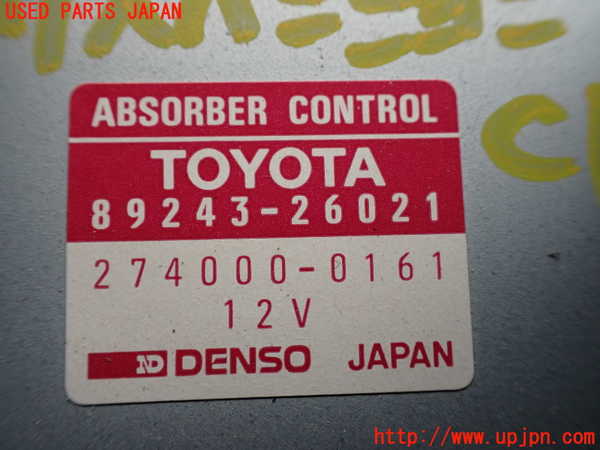 USED PARTS JAPAN
ABSORBER CONTROL
TOYOTA
89243-26021
274000-0161
12V
ND DENSO JAPAN
http://www.upjpn.com/